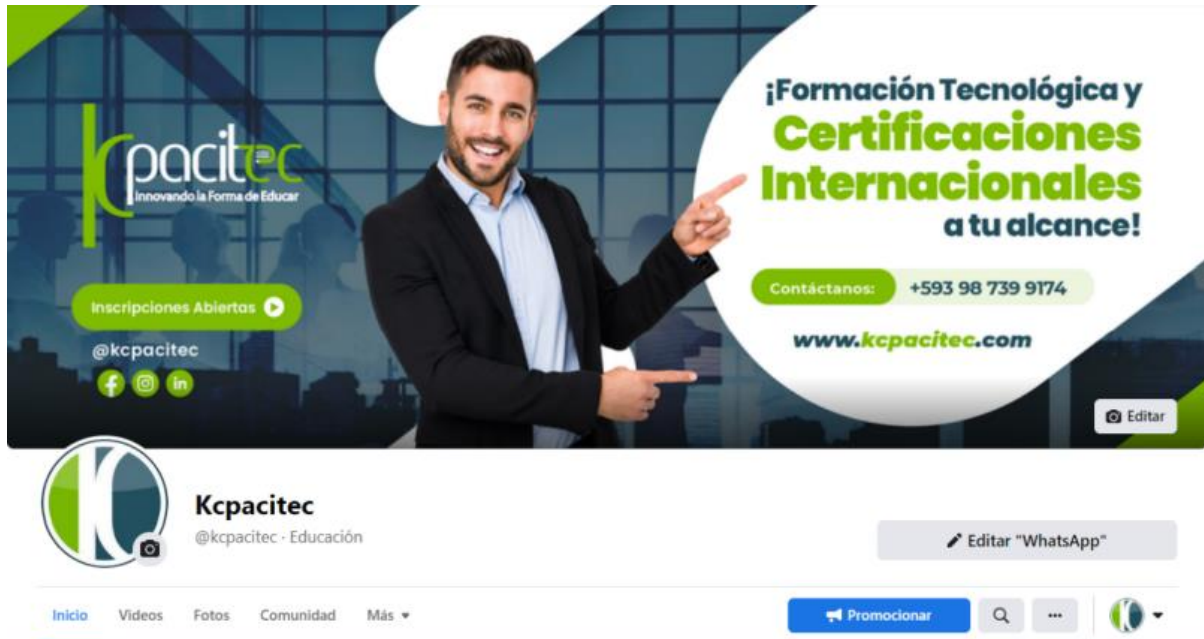 Kpacitec
Innovando la Forma de Educar
Inscripciones Abiertas
@kcpacitec
¡Formación Tecnológica y
Certificaciones
Internacionales
a tu alcance!
Contáctanos: +593 98 739 9174
www.kcpacitec.com
Editar
Kcpacitec
@kcpacitec · Educación
Editar "WhatsApp"
Inicio Videos Fotos Comunidad Más
Promocionar